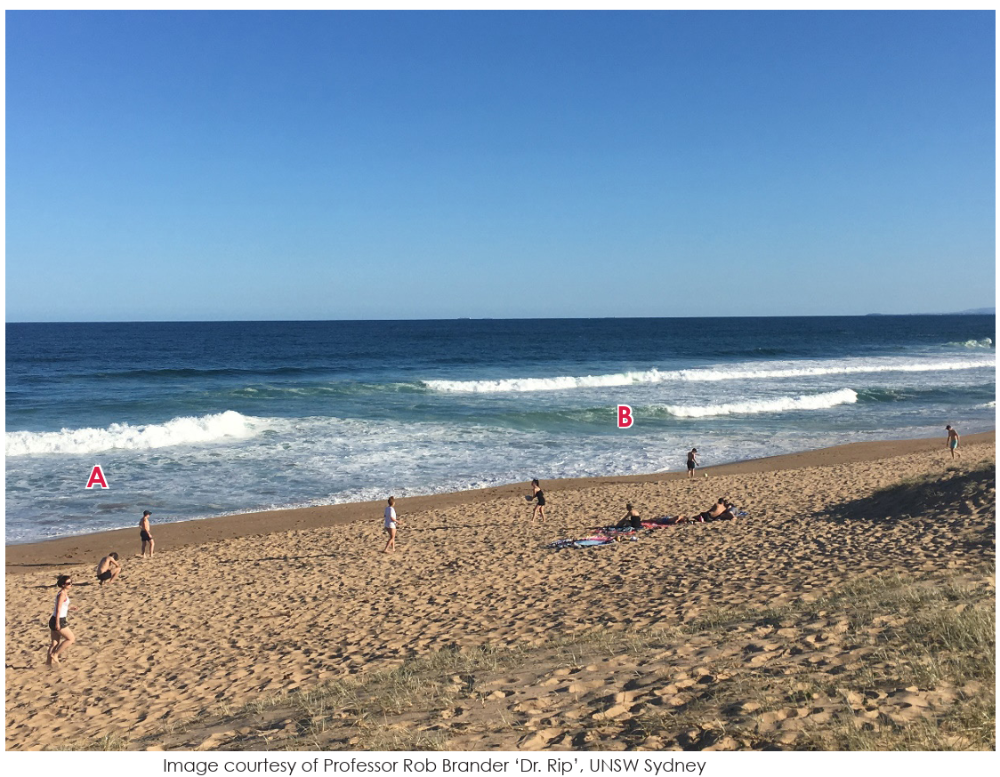 A
B
Image courtesy of Professor Rob Brander ‘Dr. Rip’, UNSW Sydney